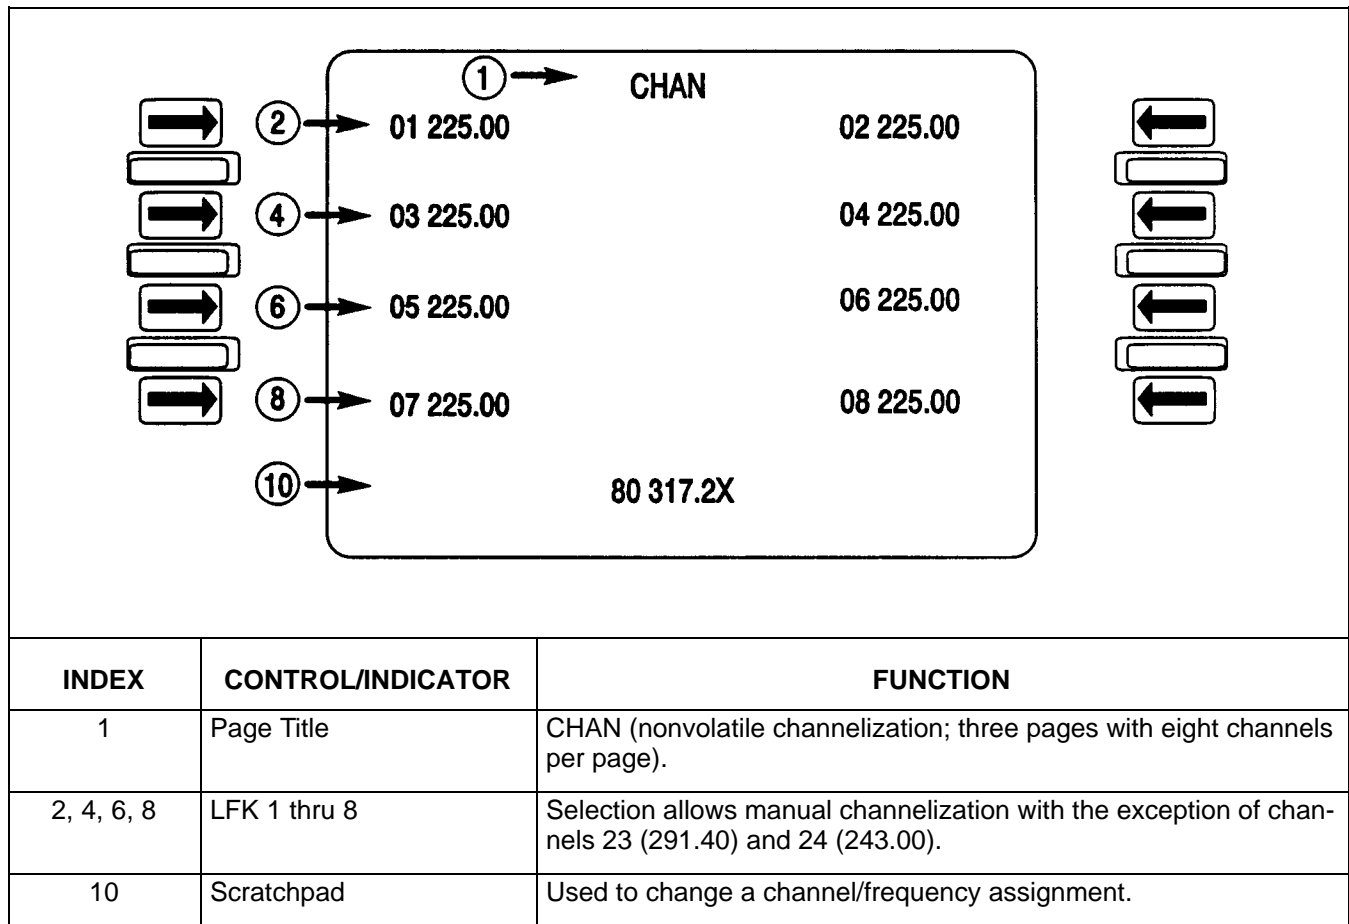 1 CHAN
2 01 225.00 02 225.00
4 03 225.00 04 225.00
6 05 225.00 06 225.00
8 07 225.00 08 225.00
10 80 317.2X
INDEX CONTROL/INDICATOR FUNCTION
1 Page Title CHAN (nonvolatile channelization; three pages with eight channels
per page).
2, 4, 6, 8 LFK 1 thru 8 Selection allows manual channelization with the exception of chan-
nels 23 (291.40) and 24 (243.00).
10 Scratchpad Used to change a channel/frequency assignment.